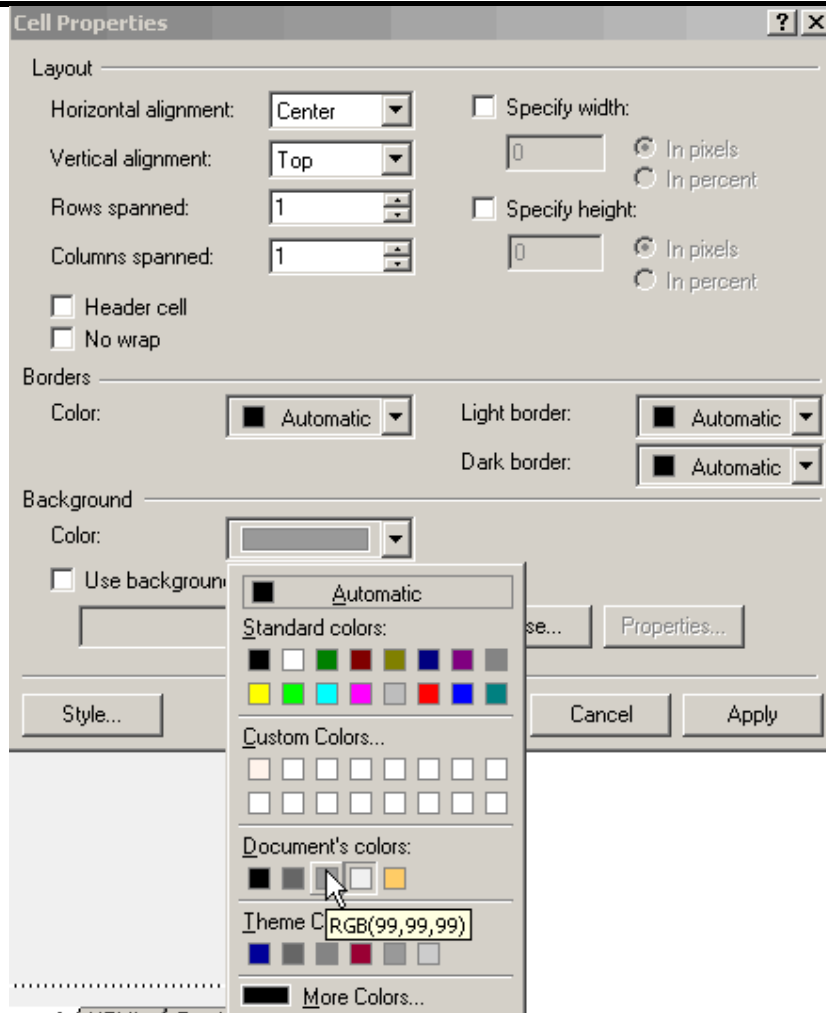 Cell Properties
Layout
Horizontal alignment: Center
Specify width:
Vertical alignment: Top
0 In pixels
In percent
Rows spanned: 1
Specify height:
Columns spanned: 1
0 In pixels
In percent
Header cell
No wrap
Borders
Color: Automatic Light border: Automatic
Dark border: Automatic
Background
Color:
Use backgroun
Automatic
Standard colors:
se... Properties...
Style... Cancel Apply
Custom Colors...
Document's colors:
Theme C
RGB(99,99,99)
More Colors...